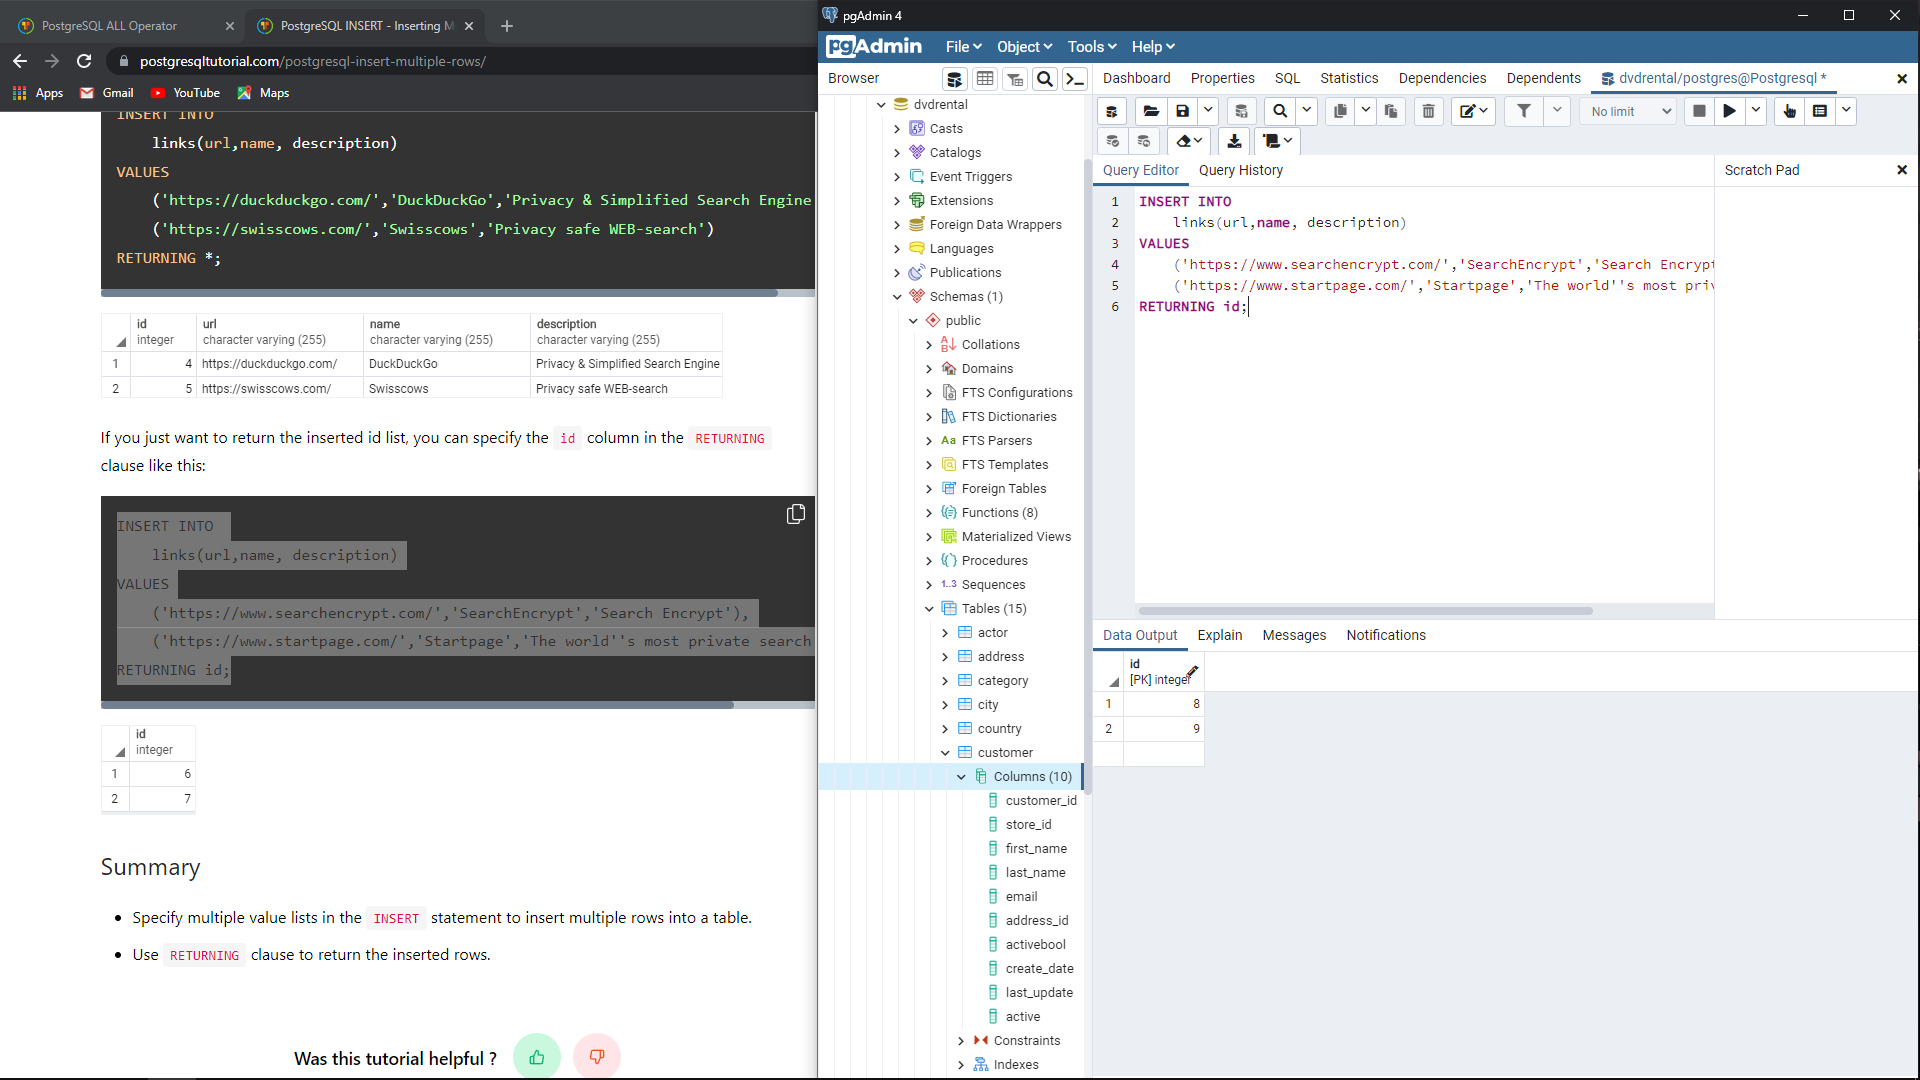 PostgreSQL ALL Operator
PostgreSQL INSERT - Inserting M
postgresqltutorial.com/postgresql-insert-multiple-rows/
Apps
Gmail
YouTube
Maps
INSERT INTO
links(url,name, description)
VALUES
('https://duckduckgo.com/','DuckDuckGo','Privacy & Simplified Search Engine
('https://swisscows.com/','Swisscows','Privacy safe WEB-search')
RETURNING *;
id url name description
integer character varying (255) character varying (255) character varying (255)
1 4 https://duckduckgo.com/ DuckDuckGo Privacy & Simplified Search Engine
2 5 https://swisscows.com/ Swisscows Privacy safe WEB-search
If you just want to return the inserted id list, you can specify the id column in the RETURNING
clause like this:
INSERT INTO
links(url,name, description)
VALUES
('https://www.searchencrypt.com/','SearchEncrypt','Search Encrypt'),
('https://www.startpage.com/','Startpage','The world''s most private search
RETURNING id;
id
integer
1 6
2 7
Summary
• Specify multiple value lists in the INSERT statement to insert multiple rows into a table.
• Use RETURNING clause to return the inserted rows.
Was this tutorial helpful ?
pgAdmin 4
pgAdmin
File
Object
Tools
Help
Browser
dvdrental
Casts
Catalogs
Event Triggers
Extensions
Foreign Data Wrappers
Languages
Publications
Schemas (1)
public
Collations
Domains
FTS Configurations
FTS Dictionaries
Aa FTS Parsers
FTS Templates
Foreign Tables
Functions (8)
Materialized Views
Procedures
1..3 Sequences
Tables (15)
actor
address
category
city
country
customer
Columns (10)
customer_id
store_id
first_name
last_name
email
address_id
activebool
create_date
last_update
active
Constraints
Indexes
Dashboard
Properties
SQL
Statistics
Dependencies
Dependents
dvdrental/postgres@Postgresql *
No limit
Query Editor
Query History
Scratch Pad
1 INSERT INTO
2 links(url,name, description)
3 VALUES
4 ('https://www.searchencrypt.com/','SearchEncrypt','Search Encrypt
5 ('https://www.startpage.com/','Startpage','The world''s most priv
6 RETURNING id;
Data Output
Explain
Messages
Notifications
id
[PK] integer
1 8
2 9